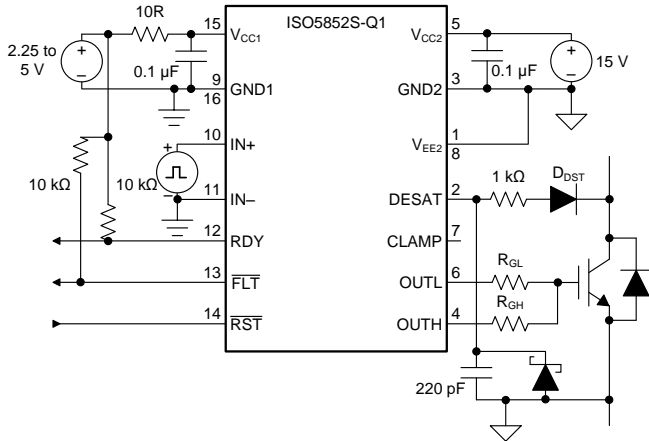 ISO5852S-Q1
10R
15
VCC1
2.25 to
5 V
0.1 µF
9
GND1
16
10
IN+
10 kΩ
10 kΩ
11
IN–
12
RDY
13
FLT
14
RST
VCC2
5
0.1 µF
15 V
GND2
3
VEE2
1
8
DESAT
2
1 kΩ
DDST
CLAMP
7
OUTL
6
RGL
OUTH
4
RGH
220 pF